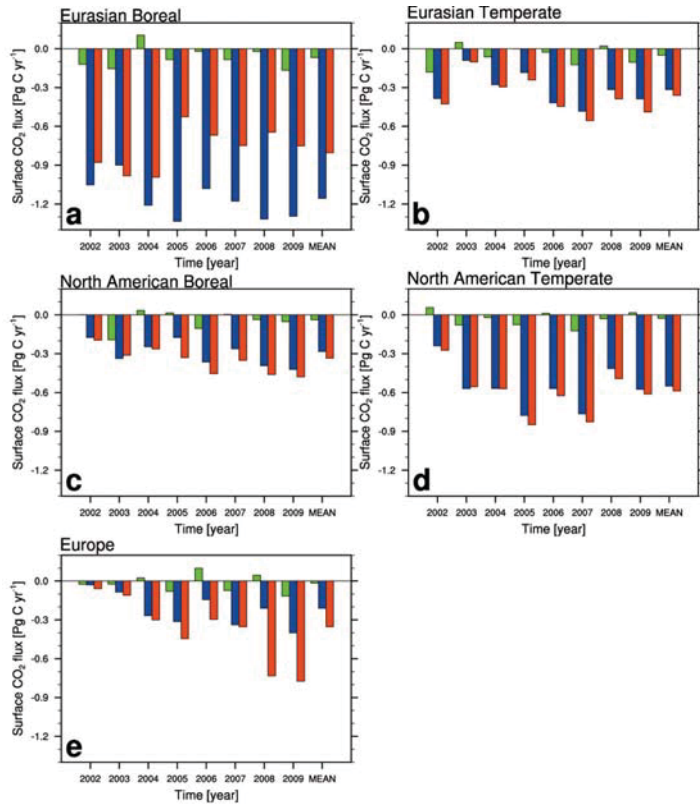 Eurasian Boreal
Surface CO₂ flux [Pg C yr⁻¹]
0.0
-0.3
-0.6
-0.9
-1.2
a
2002 2003 2004 2005 2006 2007 2008 2009 MEAN
Time [year]
Eurasian Temperate
Surface CO₂ flux [Pg C yr⁻¹]
0.0
-0.3
-0.6
-0.9
-1.2
b
2002 2003 2004 2005 2006 2007 2008 2009 MEAN
Time [year]
North American Boreal
Surface CO₂ flux [Pg C yr⁻¹]
0.0
-0.3
-0.6
-0.9
-1.2
c
2002 2003 2004 2005 2006 2007 2008 2009 MEAN
Time [year]
North American Temperate
Surface CO₂ flux [Pg C yr⁻¹]
0.0
-0.3
-0.6
-0.9
-1.2
d
2002 2003 2004 2005 2006 2007 2008 2009 MEAN
Time [year]
Europe
Surface CO₂ flux [Pg C yr⁻¹]
0.0
-0.3
-0.6
-0.9
-1.2
e
2002 2003 2004 2005 2006 2007 2008 2009 MEAN
Time [year]